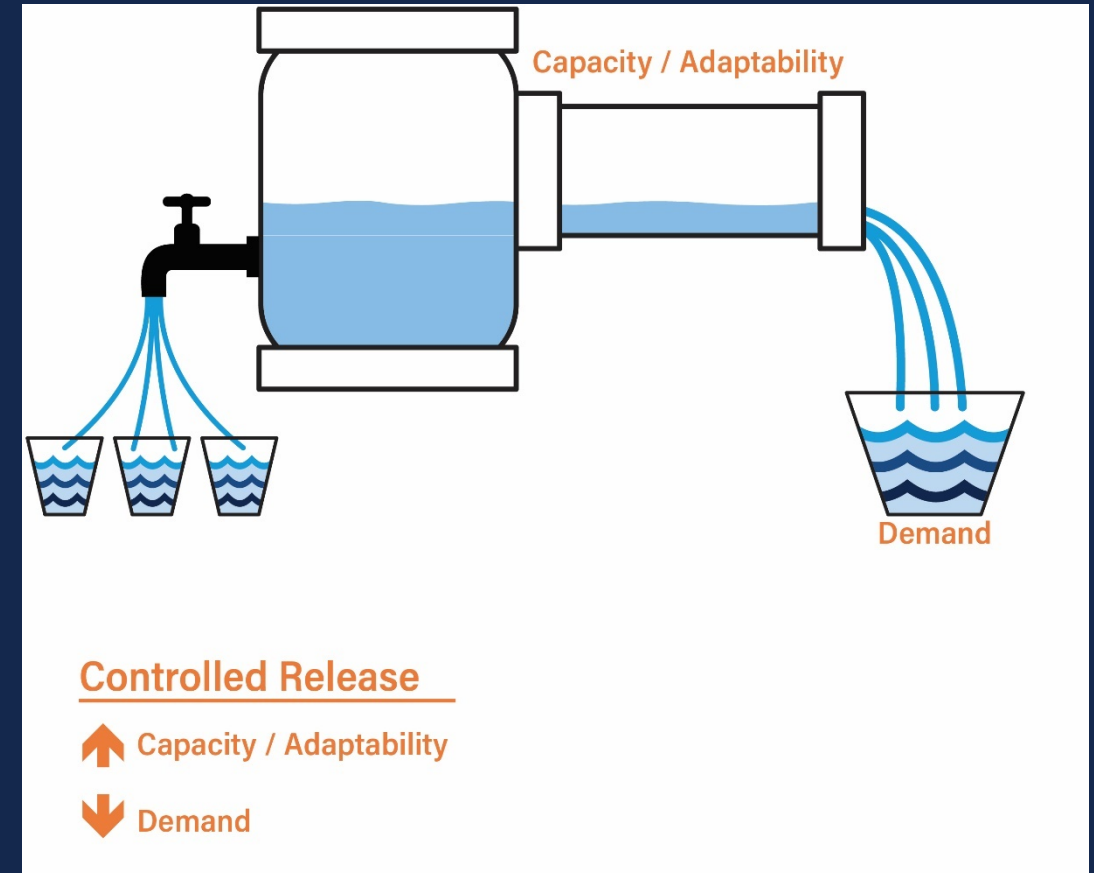 Capacity / Adaptability
Demand
Controlled Release
Capacity / Adaptability
Demand